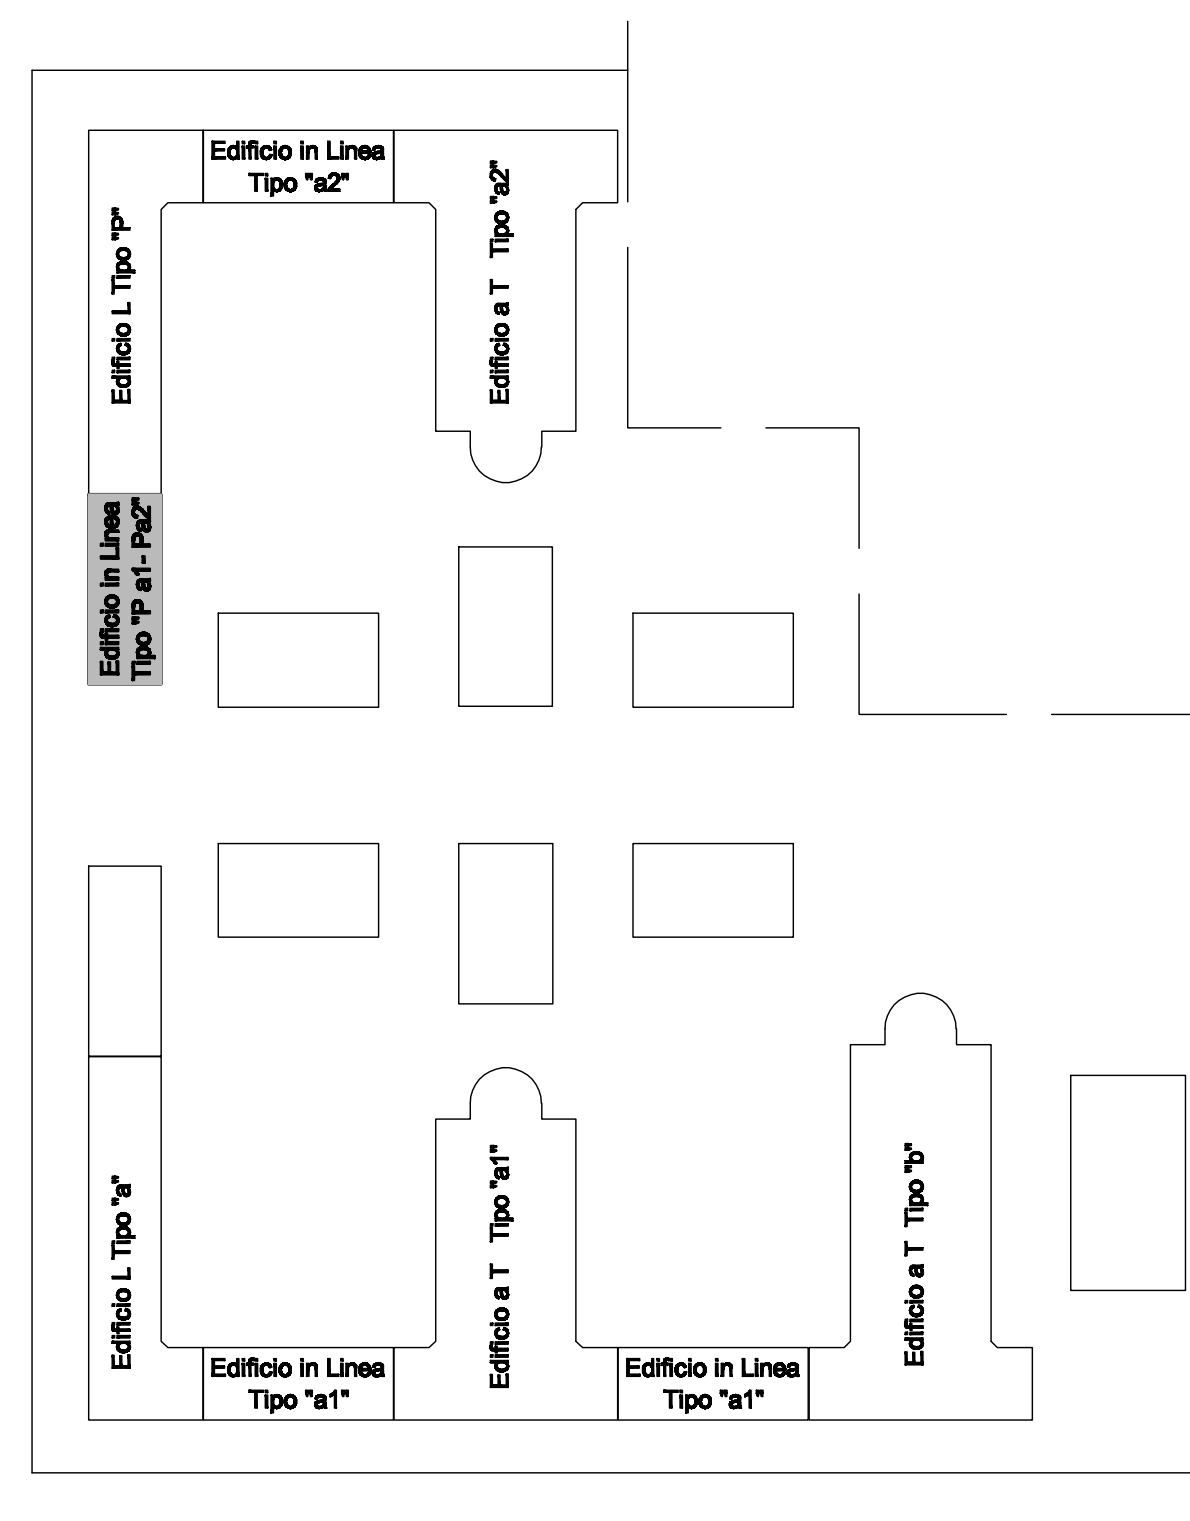 Edificio in Linea
Tipo "a2"
Edificio L Tipo "P"
Edificio a T Tipo "a2"
Edificio in Linea
Tipo "P a1- Pa2"
Edificio L Tipo "a"
Edificio a T Tipo "a1"
Edificio a T Tipo "b"
Edificio in Linea
Tipo "a1"
Edificio in Linea
Tipo "a1"